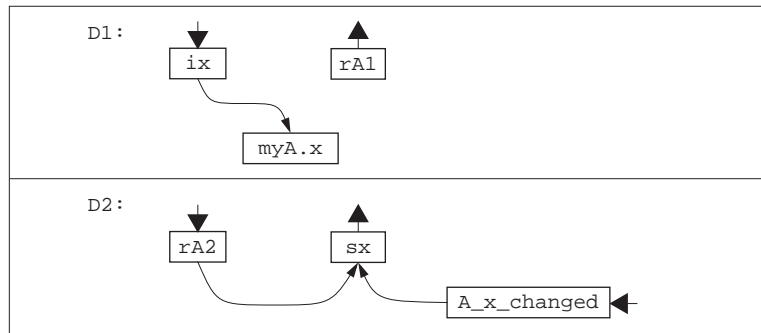 D1:
ix rA1
myA.x
D2:
rA2 sx
A_x_changed